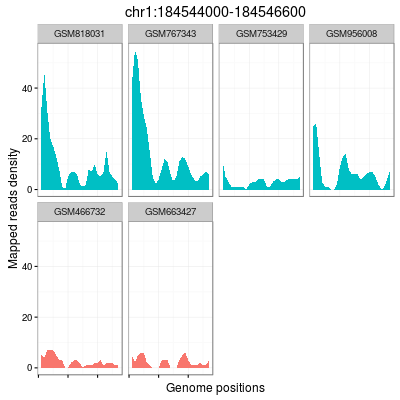 chr1:184544000-184546600
GSM818031 GSM767343 GSM753429 GSM956008
40
20
0
GSM466732 GSM663427
40
20
0
Mapped reads density
Genome positions